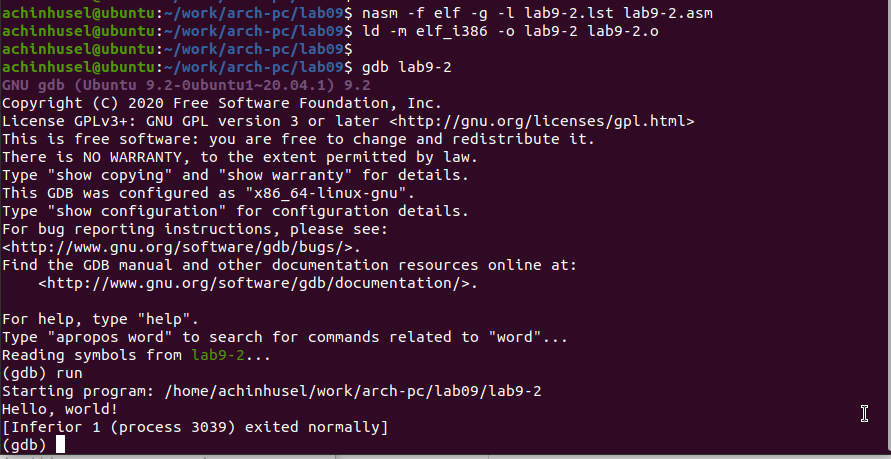 achinhusel@ubuntu:~/work/arch-pc/lab09$ nasm -f elf -g -l lab9-2.lst lab9-2.asm
achinhusel@ubuntu:~/work/arch-pc/lab09$ ld -m elf_i386 -o lab9-2 lab9-2.o
achinhusel@ubuntu:~/work/arch-pc/lab09$
achinhusel@ubuntu:~/work/arch-pc/lab09$ gdb lab9-2
GNU gdb (Ubuntu 9.2-0ubuntu1~20.04.1) 9.2
Copyright (C) 2020 Free Software Foundation, Inc.
License GPLv3+: GNU GPL version 3 or later <http://gnu.org/licenses/gpl.html>
This is free software: you are free to change and redistribute it.
There is NO WARRANTY, to the extent permitted by law.
Type "show copying" and "show warranty" for details.
This GDB was configured as "x86_64-linux-gnu".
Type "show configuration" for configuration details.
For bug reporting instructions, please see:
<http://www.gnu.org/software/gdb/bugs/>.
Find the GDB manual and other documentation resources online at:
    <http://www.gnu.org/software/gdb/documentation/>.

For help, type "help".
Type "apropos word" to search for commands related to "word"...
Reading symbols from lab9-2...
(gdb) run
Starting program: /home/achinhusel/work/arch-pc/lab09/lab9-2
Hello, world!
[Inferior 1 (process 3039) exited normally]
(gdb)